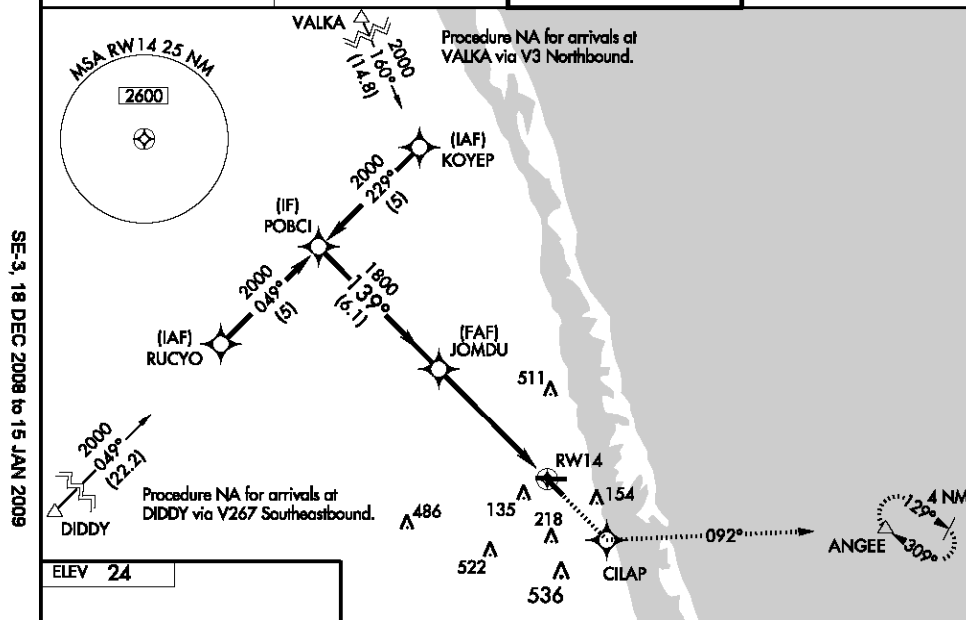 VALKA
2000
160°
(14.8)
Procedure NA for arrivals at
VALKA via V3 Northbound.
MSA RW14 25 NM
2600
(IAF)
KOYEP
2000
229°
(5)
(IF)
POBCI
2000
049°
(5)
1800
139°
(6.1)
(IAF)
RUCYO
(FAF)
JOMDU
511
RW14
2000
049°
(22.2)
DIDDY
Procedure NA for arrivals at
DIDDY via V267 Southeastbound.
486
135
154
218
522
536
CILAP
092°
ANGEE
4 NM
129°
309°
ELEV 24
SE-3, 18 DEC 2008 to 15 JAN 2009